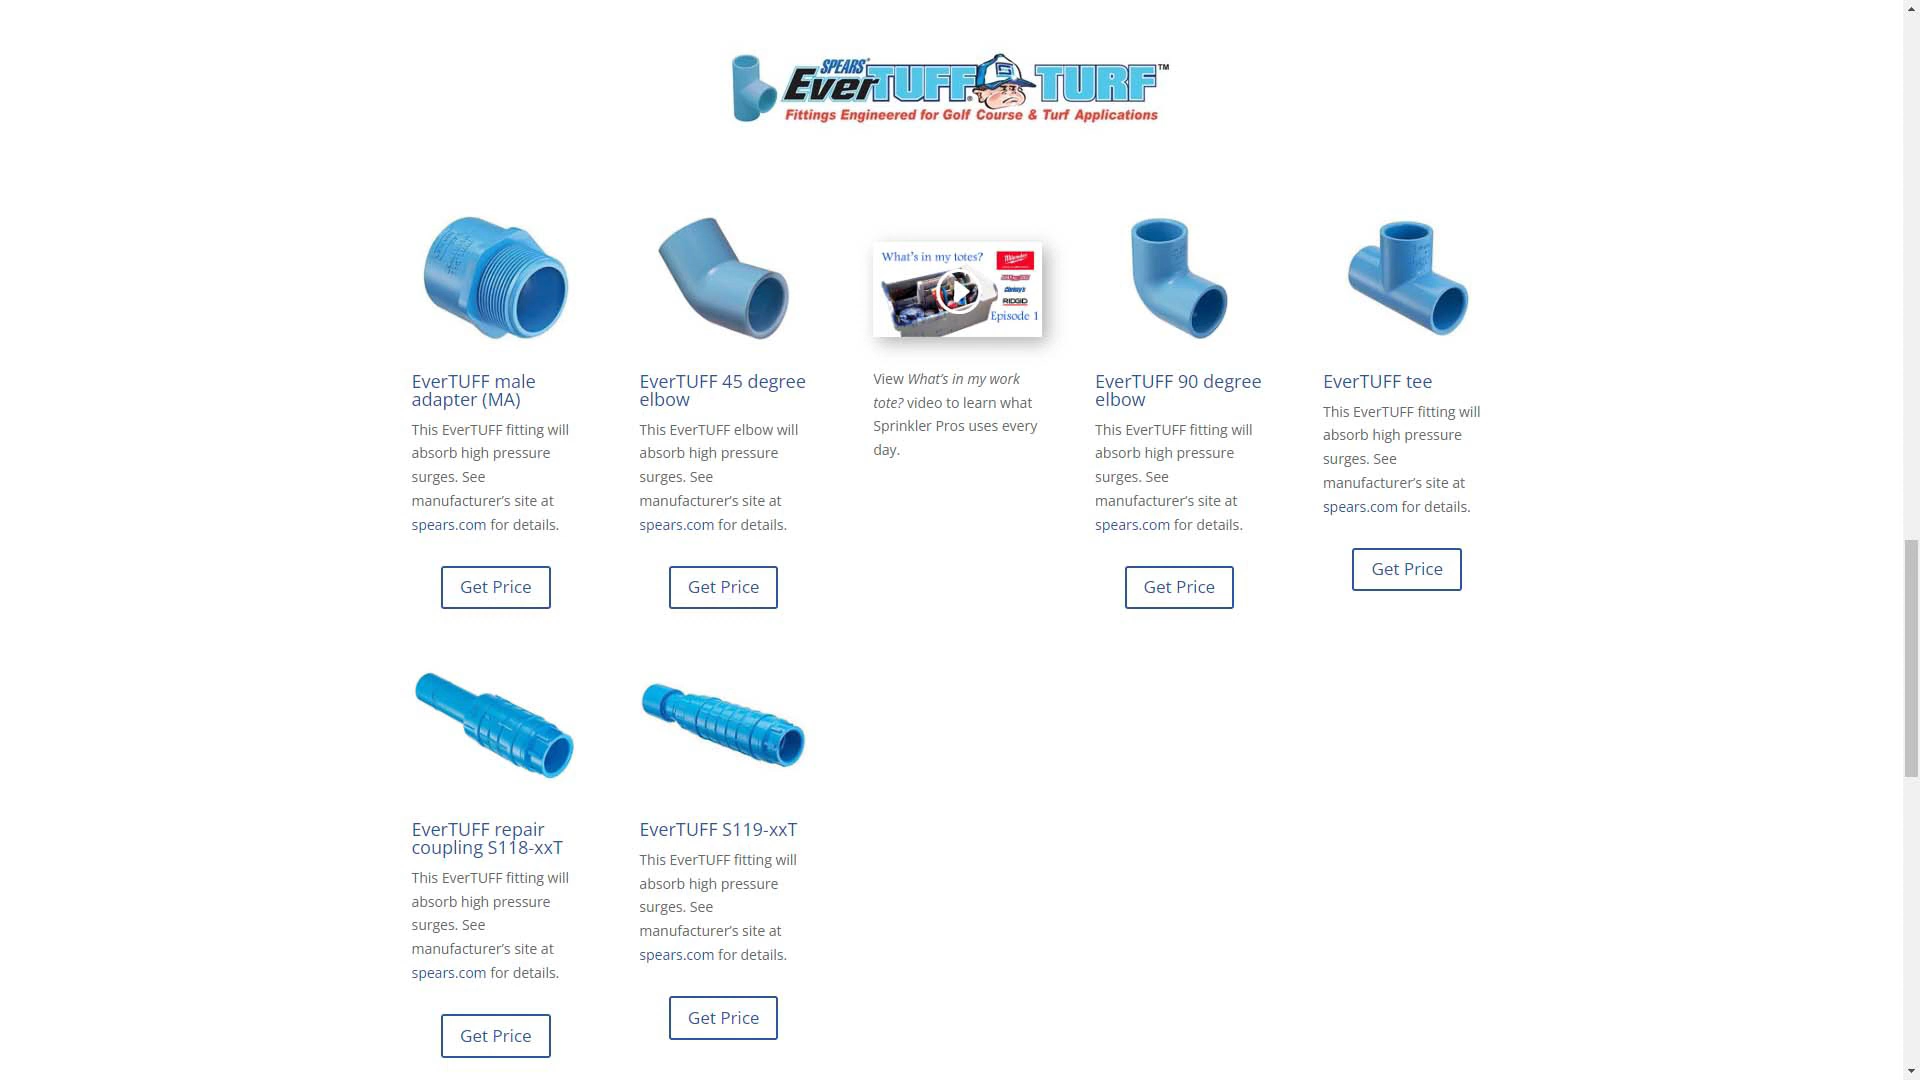 SPEARS®
EverTUFF® TURF™
Fittings Engineered for Golf Course & Turf Applications
What's in my totes?
Milwaukee
Christy's
RIDGID
Episode 1
EverTUFF male
adapter (MA)
This EverTUFF fitting will
absorb high pressure
surges. See
manufacturer's site at
spears.com for details.
Get Price
EverTUFF 45 degree
elbow
This EverTUFF elbow will
absorb high pressure
surges. See
manufacturer's site at
spears.com for details.
Get Price
View What's in my work
tote? video to learn what
Sprinkler Pros uses every
day.
EverTUFF 90 degree
elbow
This EverTUFF fitting will
absorb high pressure
surges. See
manufacturer's site at
spears.com for details.
Get Price
EverTUFF tee
This EverTUFF fitting will
absorb high pressure
surges. See
manufacturer's site at
spears.com for details.
Get Price
EverTUFF repair
coupling S118-xxT
This EverTUFF fitting will
absorb high pressure
surges. See
manufacturer's site at
spears.com for details.
Get Price
EverTUFF S119-xxT
This EverTUFF fitting will
absorb high pressure
surges. See
manufacturer's site at
spears.com for details.
Get Price